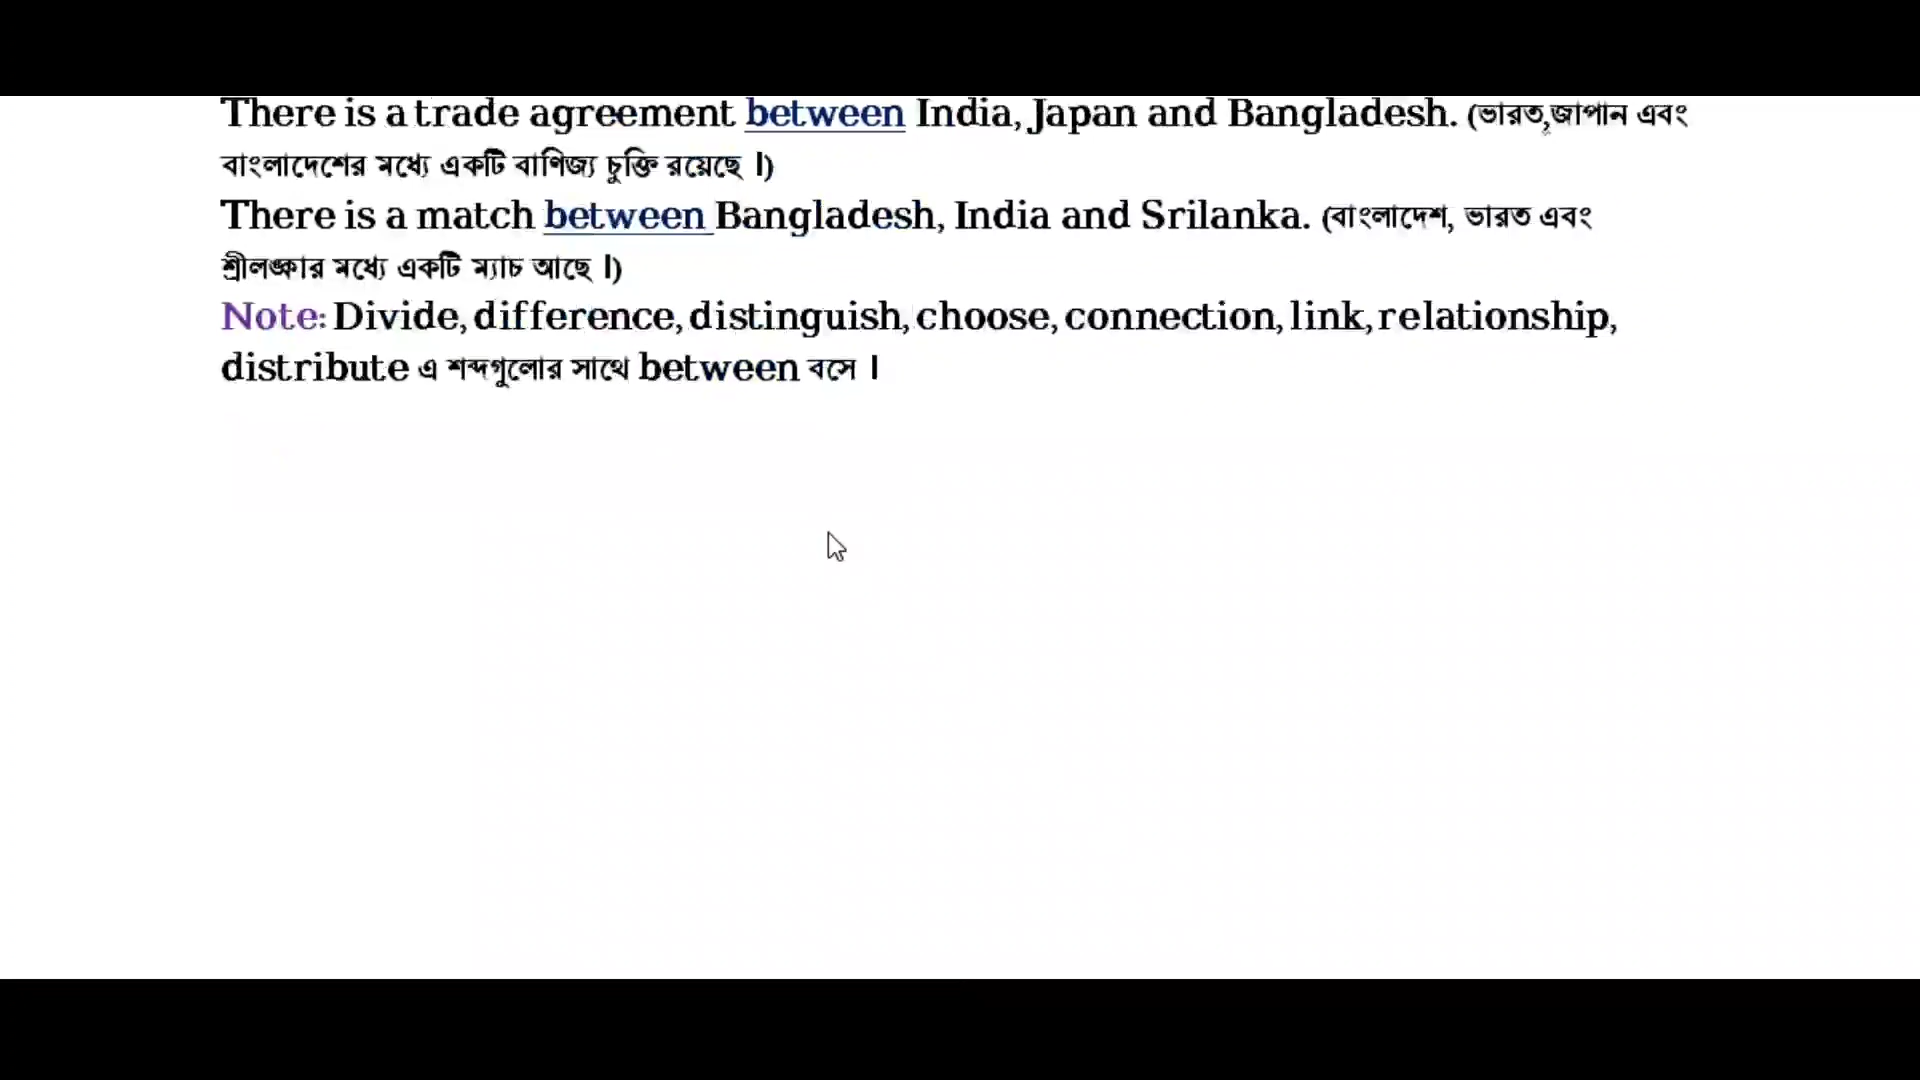 There is a trade agreement between India, Japan and Bangladesh. (ভারত,জাপান এবং
বাংলাদেশের মধ্যে একটি বাণিজ্য চুক্তি রয়েছে ।)
There is a match between Bangladesh, India and Srilanka. (বাংলাদেশ, ভারত এবং
শ্রীলঙ্কার মধ্যে একটি ম্যাচ আছে ।)
Note: Divide, difference, distinguish, choose, connection, link, relationship,
distribute এ শব্দগুলোর সাথে between বসে ।